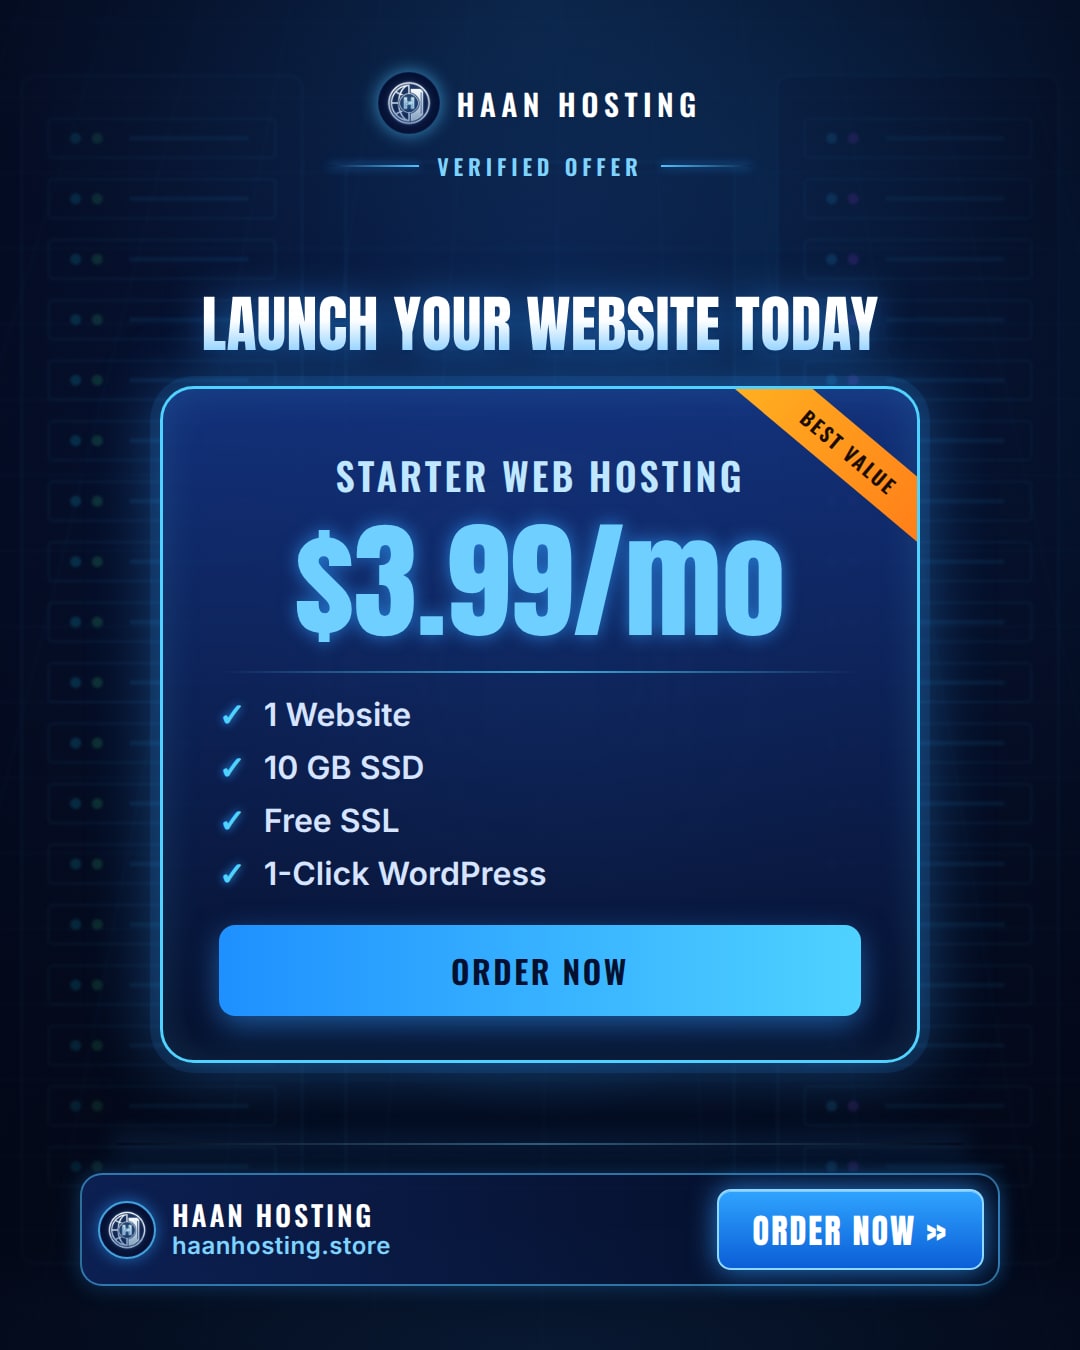 HAAN HOSTING
VERIFIED OFFER
LAUNCH YOUR WEBSITE TODAY
BEST VALUE
STARTER WEB HOSTING
$3.99/mo
✓ 1 Website
✓ 10 GB SSD
✓ Free SSL
✓ 1-Click WordPress
ORDER NOW
HAAN HOSTING
haanhosting.store
ORDER NOW »